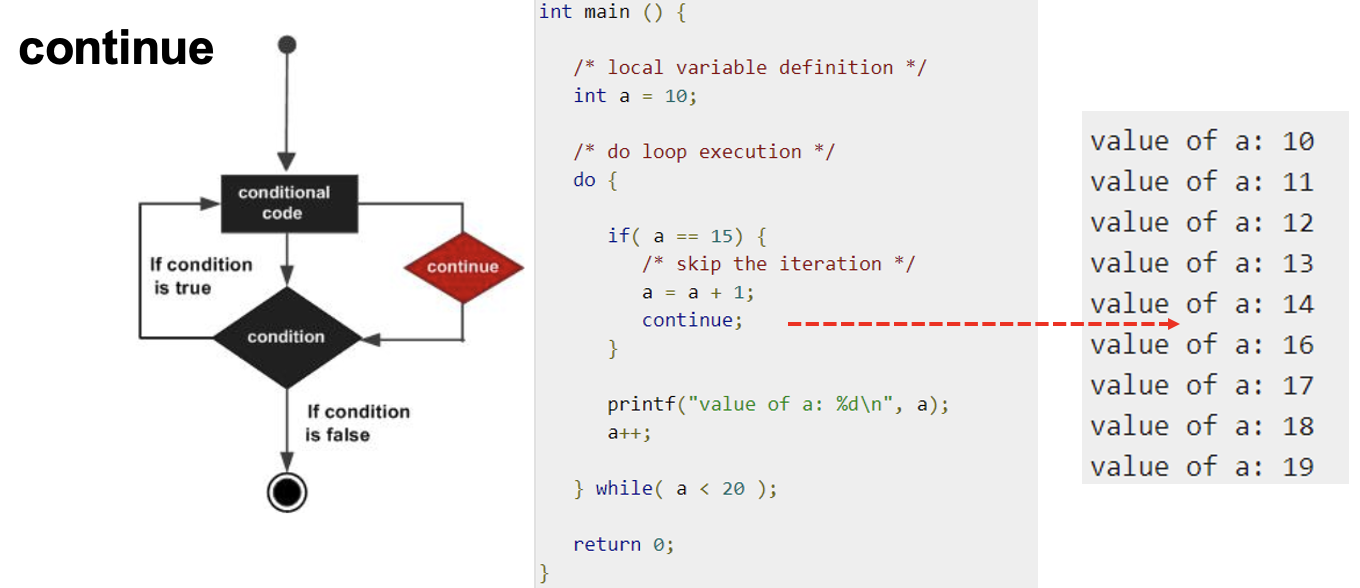 continue
conditional
code
If condition
is true
continue
condition
If condition
is false
int main () {
/* local variable definition */
int a = 10;
/* do loop execution */
do {
if( a == 15) {
/* skip the iteration */
a = a + 1;
continue;
}
printf("value of a: %d\n", a);
a++;
} while( a < 20 );
return 0;
}
value of a: 10
value of a: 11
value of a: 12
value of a: 13
value of a: 14
value of a: 16
value of a: 17
value of a: 18
value of a: 19